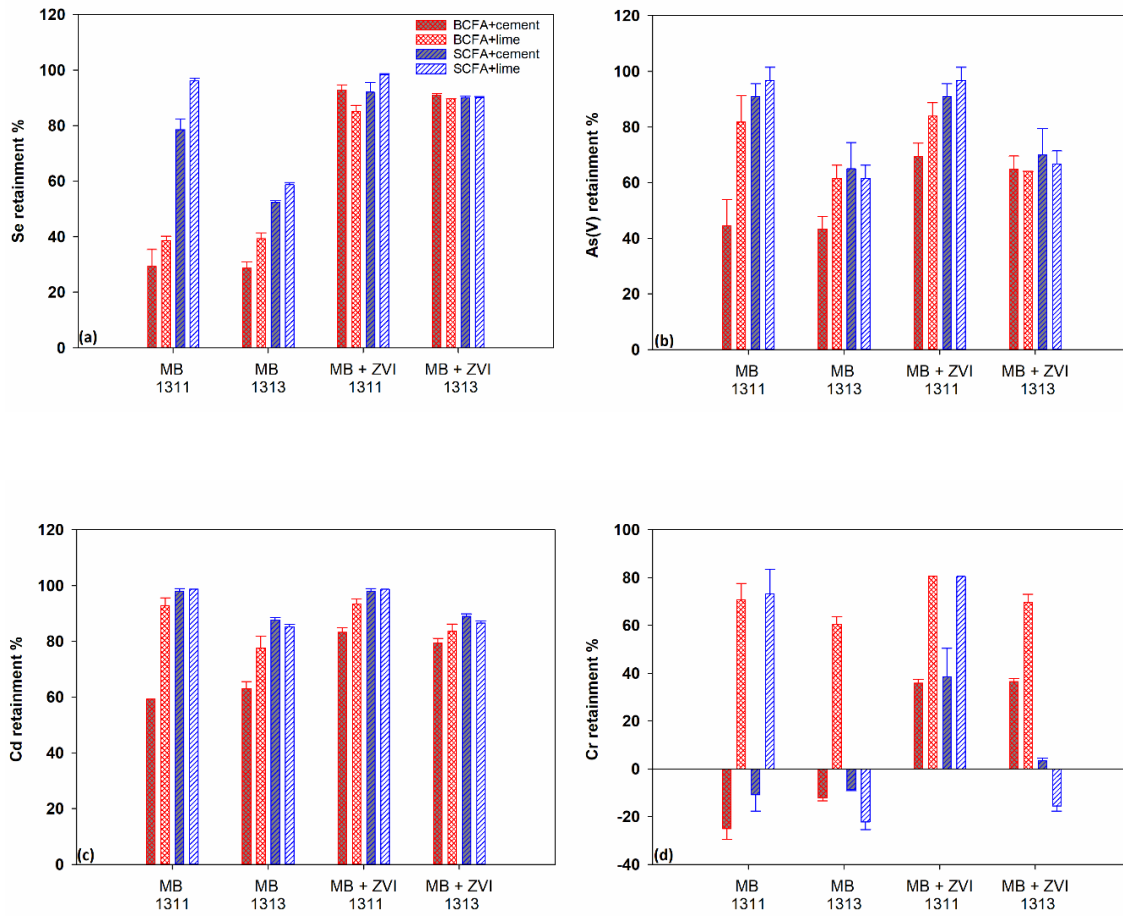 120
100
80
60
40
20
0
Se retainment %
BCFA+cement
BCFA+lime
SCFA+cement
SCFA+lime
(a)
MB MB MB + ZVI MB + ZVI
1311 1313 1311 1313
120
100
80
60
40
20
0
As(V) retainment %
(b)
MB MB MB + ZVI MB + ZVI
1311 1313 1311 1313
120
100
80
60
40
20
0
Cd retainment %
(c)
MB MB MB + ZVI MB + ZVI
1311 1313 1311 1313
100
80
60
40
20
0
-20
-40
Cr retainment %
(d)
MB MB MB + ZVI MB + ZVI
1311 1313 1311 1313